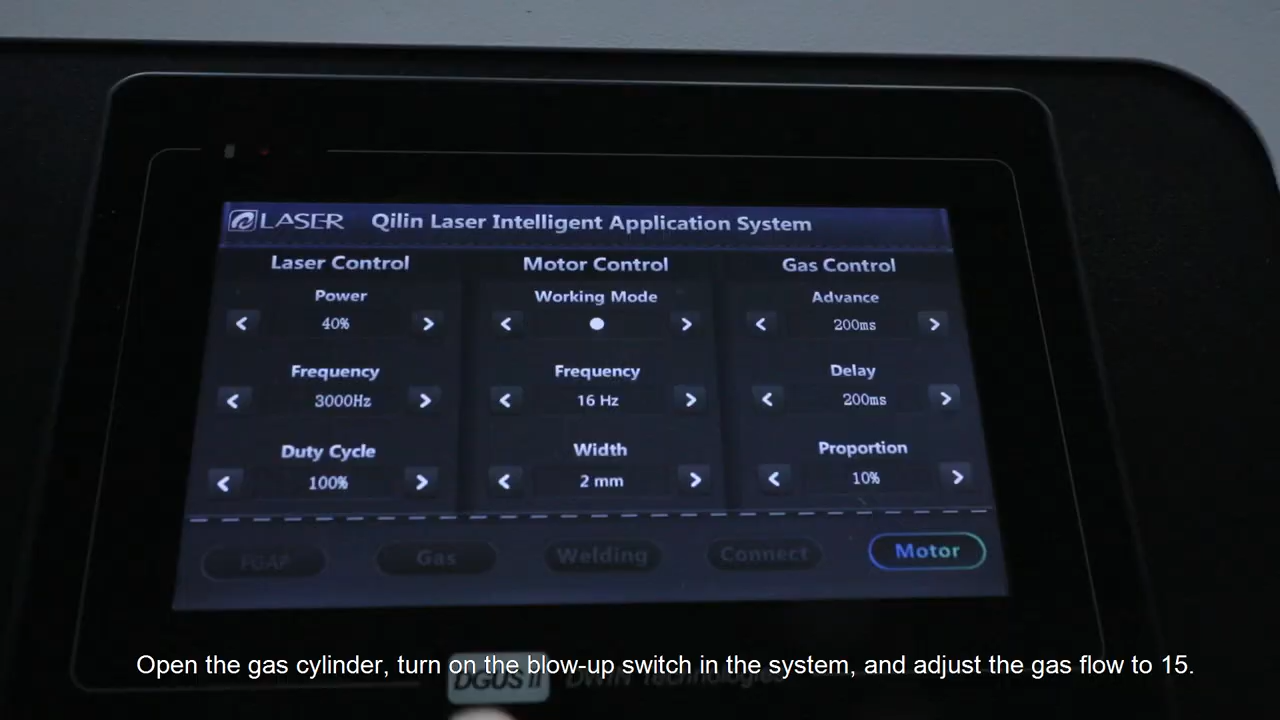 LASER Qilin Laser Intelligent Application System
Laser Control Motor Control Gas Control
Power Working Mode Advance
40% 200ms
Frequency Frequency Delay
3000Hz 16 Hz 200ms
Duty Cycle Width Proportion
100% 2 mm 10%
Gas Welding Connect Motor
Open the gas cylinder, turn on the blow-up switch in the system, and adjust the gas flow to 15.
DGUS II DWIN Technologies